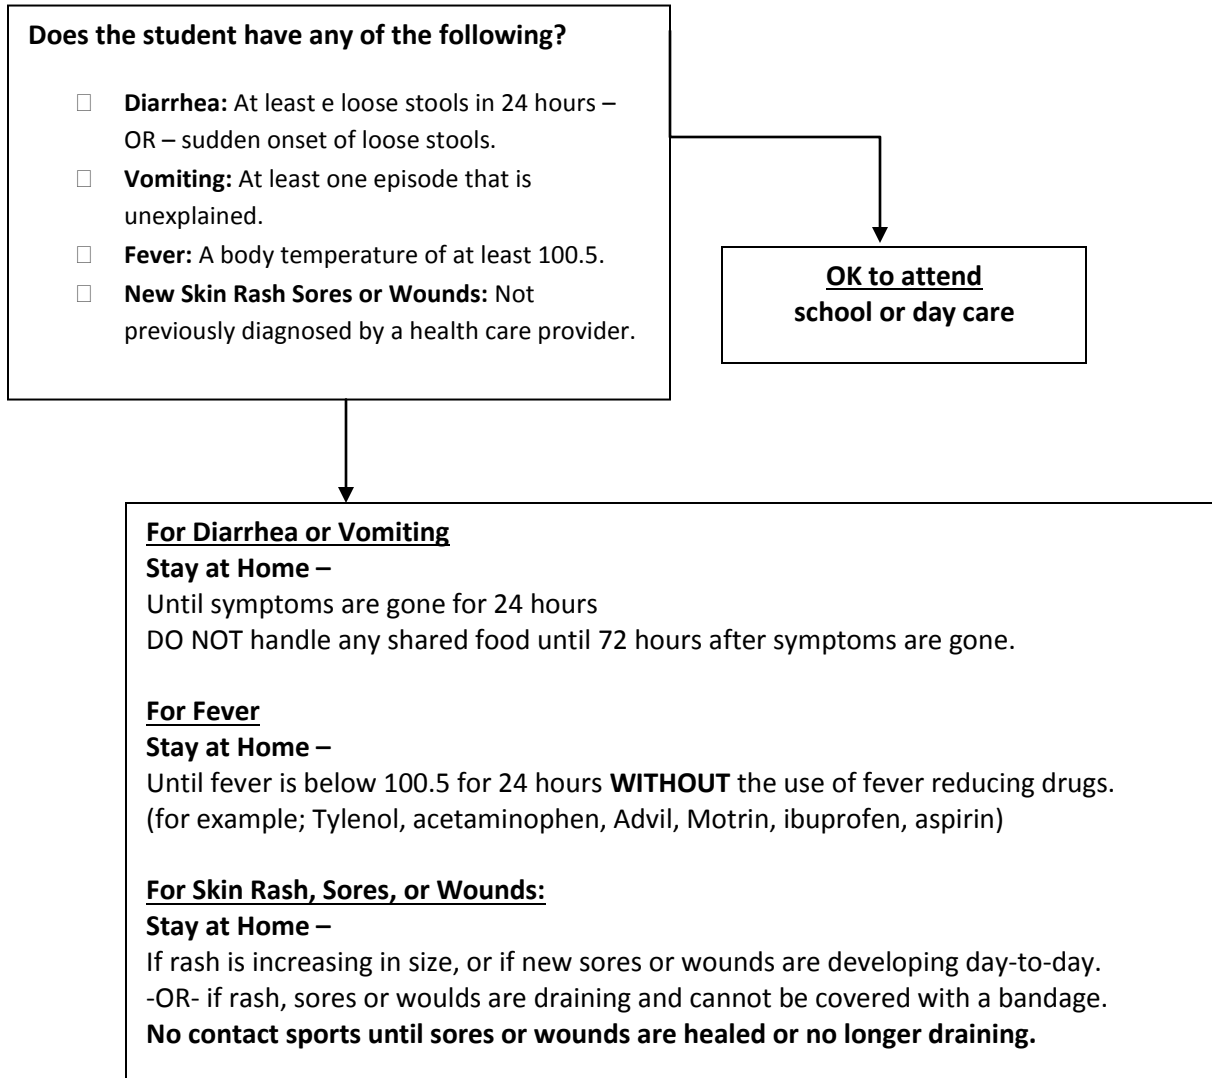 Does the student have any of the following?
☐ Diarrhea: At least e loose stools in 24 hours –
OR – sudden onset of loose stools.
☐ Vomiting: At least one episode that is
unexplained.
☐ Fever: A body temperature of at least 100.5.
☐ New Skin Rash Sores or Wounds: Not
previously diagnosed by a health care provider.
OK to attend
school or day care
For Diarrhea or Vomiting
Stay at Home –
Until symptoms are gone for 24 hours
DO NOT handle any shared food until 72 hours after symptoms are gone.
For Fever
Stay at Home –
Until fever is below 100.5 for 24 hours WITHOUT the use of fever reducing drugs.
(for example; Tylenol, acetaminophen, Advil, Motrin, ibuprofen, aspirin)
For Skin Rash, Sores, or Wounds:
Stay at Home –
If rash is increasing in size, or if new sores or wounds are developing day-to-day.
-OR- if rash, sores or woulds are draining and cannot be covered with a bandage.
No contact sports until sores or wounds are healed or no longer draining.